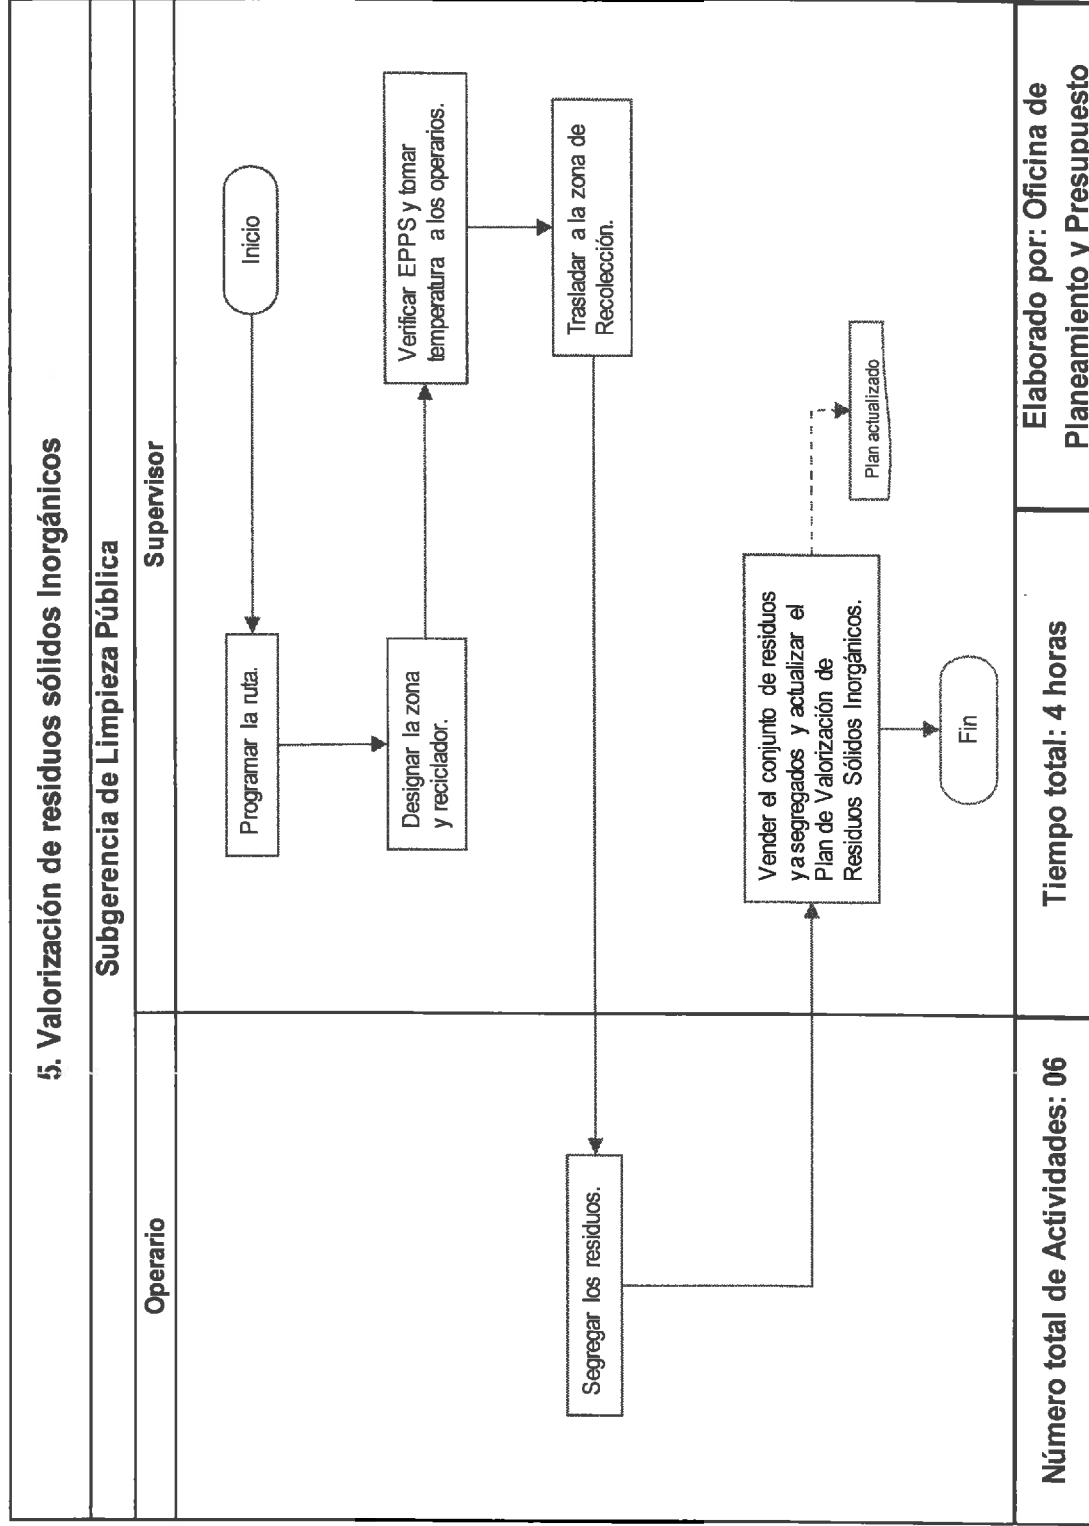 5. Valorización de residuos sólidos Inorgánicos
Subgerencia de Limpieza Pública
Operario
Supervisor
Inicio
Programar la ruta.
Designar la zona
y reciclador.
Verificar EPPS y tomar
temperatura a los operarios.
Trasladar a la zona de
Recolección.
Segregar los residuos.
Vender el conjunto de residuos
ya segregados y actualizar el
Plan de Valorización de
Residuos Sólidos Inorgánicos.
Plan actualizado
Fin
Número total de Actividades: 06
Tiempo total: 4 horas
Elaborado por: Oficina de
Planeamiento y Presupuesto